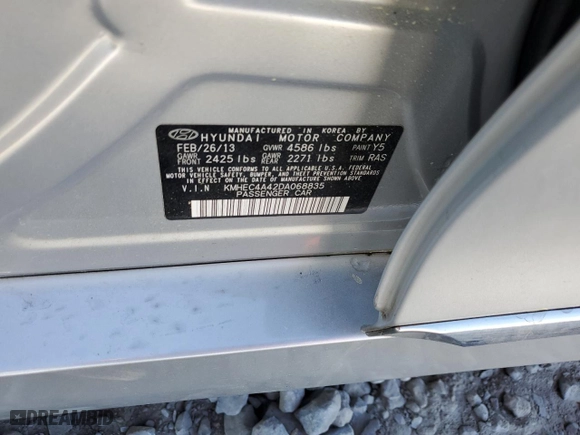 MANUFACTURED IN KOREA BY
HYUNDAI MOTOR COMPANY
FEB/26/13 GVWR 4586 lbs PAINT Y5
GAWR FRONT 2425 lbs GAWR REAR 2271 lbs TRIM RAS
THIS VEHICLE CONFORMS TO ALL APPLICABLE U.S.A. FEDERAL
MOTOR VEHICLE SAFETY, BUMPER, AND THEFT PREVENTION STANDARDS
IN EFFECT ON THE DATE OF MANUFACTURE SHOWN ABOVE.
V.I.N KMHEC4A42DA068835
PASSENGER CAR
DREAMBID